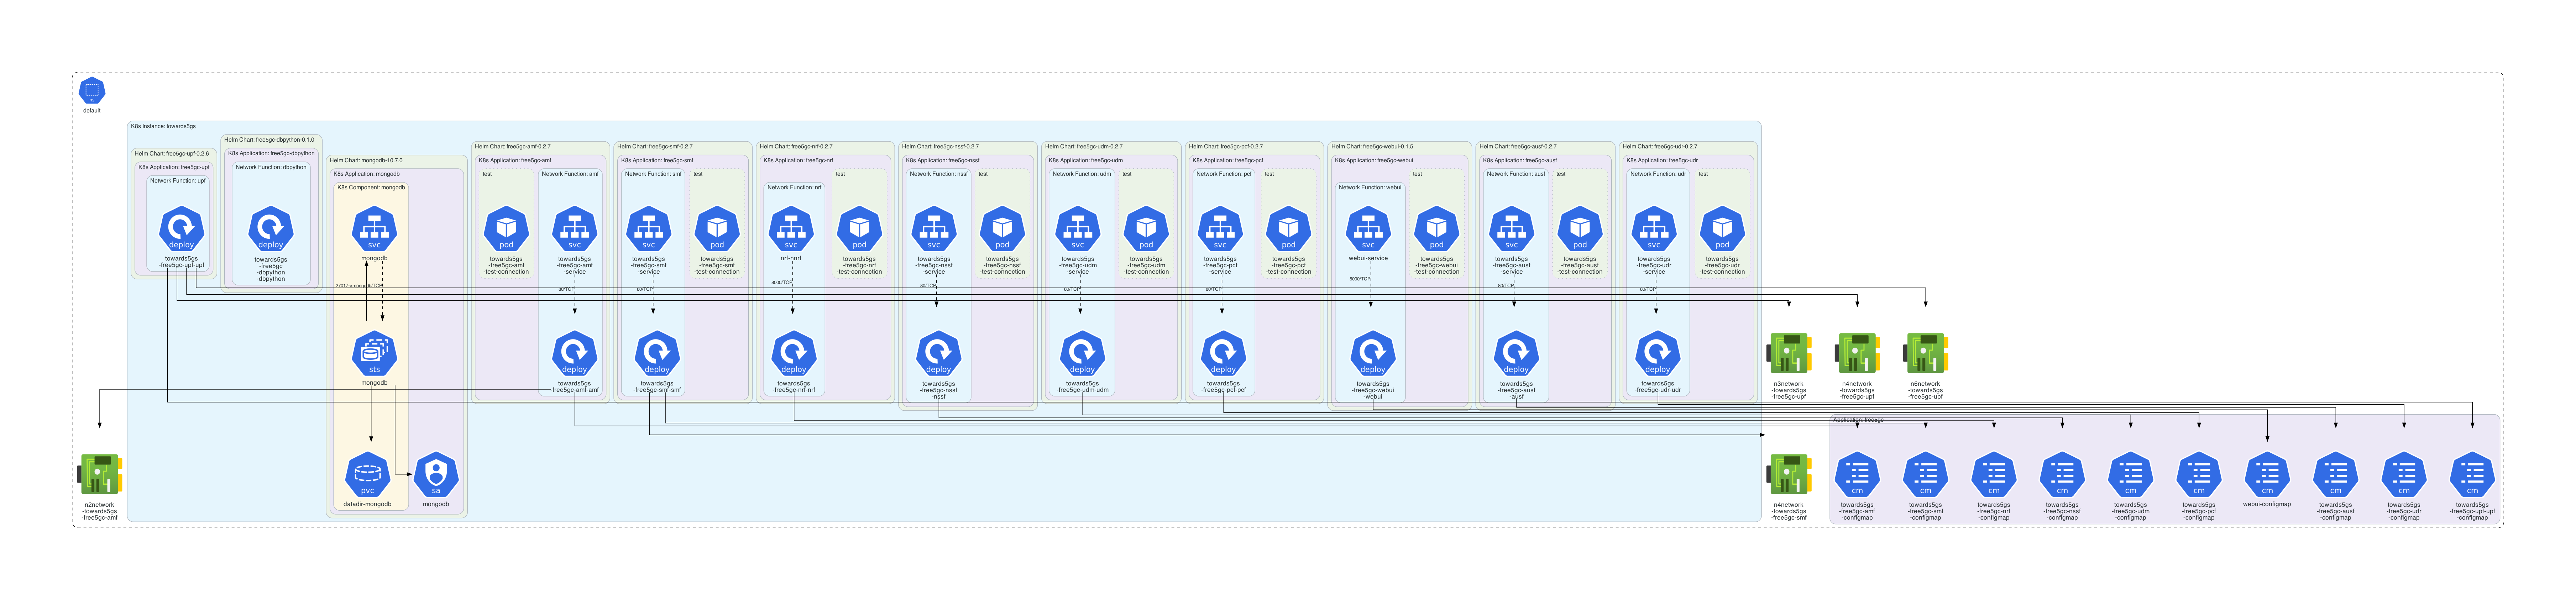 default
K8s Instance: towards5gs
Helm Chart: free5gc-upf-0.2.6
K8s Application: free5gc-upf
Network Function: upf
deploy
towards5gs
-free5gc-upf-upf
Helm Chart: free5gc-dbpython-0.1.0
K8s Application: free5gc-dbpython
Network Function: dbpython
deploy
towards5gs
-free5gc
-dbpython
-dbpython
Helm Chart: mongodb-10.7.0
K8s Application: mongodb
K8s Component: mongodb
svc
mongodb
27017->mongodb/TCP
sts
mongodb
pvc
datadir-mongodb
sa
mongodb
Helm Chart: free5gc-amf-0.2.7
K8s Application: free5gc-amf
test
pod
towards5gs
-free5gc-amf
-test-connection
Network Function: amf
svc
towards5gs
-free5gc-amf
-service
80/TCP
deploy
towards5gs
-free5gc-amf-amf
Helm Chart: free5gc-smf-0.2.7
K8s Application: free5gc-smf
Network Function: smf
svc
towards5gs
-free5gc-smf
-service
80/TCP
deploy
towards5gs
-free5gc-smf-smf
test
pod
towards5gs
-free5gc-smf
-test-connection
Helm Chart: free5gc-nrf-0.2.7
K8s Application: free5gc-nrf
Network Function: nrf
svc
nrf-nnrf
8000/TCP
deploy
towards5gs
-free5gc-nrf-nrf
test
pod
towards5gs
-free5gc-nrf
-test-connection
Helm Chart: free5gc-nssf-0.2.7
K8s Application: free5gc-nssf
Network Function: nssf
svc
towards5gs
-free5gc-nssf
-service
80/TCP
deploy
towards5gs
-free5gc-nssf
-nssf
test
pod
towards5gs
-free5gc-nssf
-test-connection
Helm Chart: free5gc-udm-0.2.7
K8s Application: free5gc-udm
Network Function: udm
svc
towards5gs
-free5gc-udm
-service
80/TCP
deploy
towards5gs
-free5gc-udm-udm
test
pod
towards5gs
-free5gc-udm
-test-connection
Helm Chart: free5gc-pcf-0.2.7
K8s Application: free5gc-pcf
Network Function: pcf
svc
towards5gs
-free5gc-pcf
-service
80/TCP
deploy
towards5gs
-free5gc-pcf-pcf
test
pod
towards5gs
-free5gc-pcf
-test-connection
Helm Chart: free5gc-webui-0.1.5
K8s Application: free5gc-webui
Network Function: webui
svc
webui-service
5000/TCP
deploy
towards5gs
-free5gc-webui
-webui
test
pod
towards5gs
-free5gc-webui
-test-connection
Helm Chart: free5gc-ausf-0.2.7
K8s Application: free5gc-ausf
Network Function: ausf
svc
towards5gs
-free5gc-ausf
-service
80/TCP
deploy
towards5gs
-free5gc-ausf
-ausf
test
pod
towards5gs
-free5gc-ausf
-test-connection
Helm Chart: free5gc-udr-0.2.7
K8s Application: free5gc-udr
Network Function: udr
svc
towards5gs
-free5gc-udr
-service
80/TCP
deploy
towards5gs
-free5gc-udr-udr
test
pod
towards5gs
-free5gc-udr
-test-connection
n3network
-towards5gs
-free5gc-upf
n4network
-towards5gs
-free5gc-upf
n6network
-towards5gs
-free5gc-upf
n2network
-towards5gs
-free5gc-amf
n4network
-towards5gs
-free5gc-smf
Application: free5gc
cm
towards5gs
-free5gc-amf
-configmap
cm
towards5gs
-free5gc-smf
-configmap
cm
towards5gs
-free5gc-nrf
-configmap
cm
towards5gs
-free5gc-nssf
-configmap
cm
towards5gs
-free5gc-udm
-configmap
cm
towards5gs
-free5gc-pcf
-configmap
cm
webui-configmap
cm
towards5gs
-free5gc-ausf
-configmap
cm
towards5gs
-free5gc-udr
-configmap
cm
towards5gs
-free5gc-upf-upf
-configmap